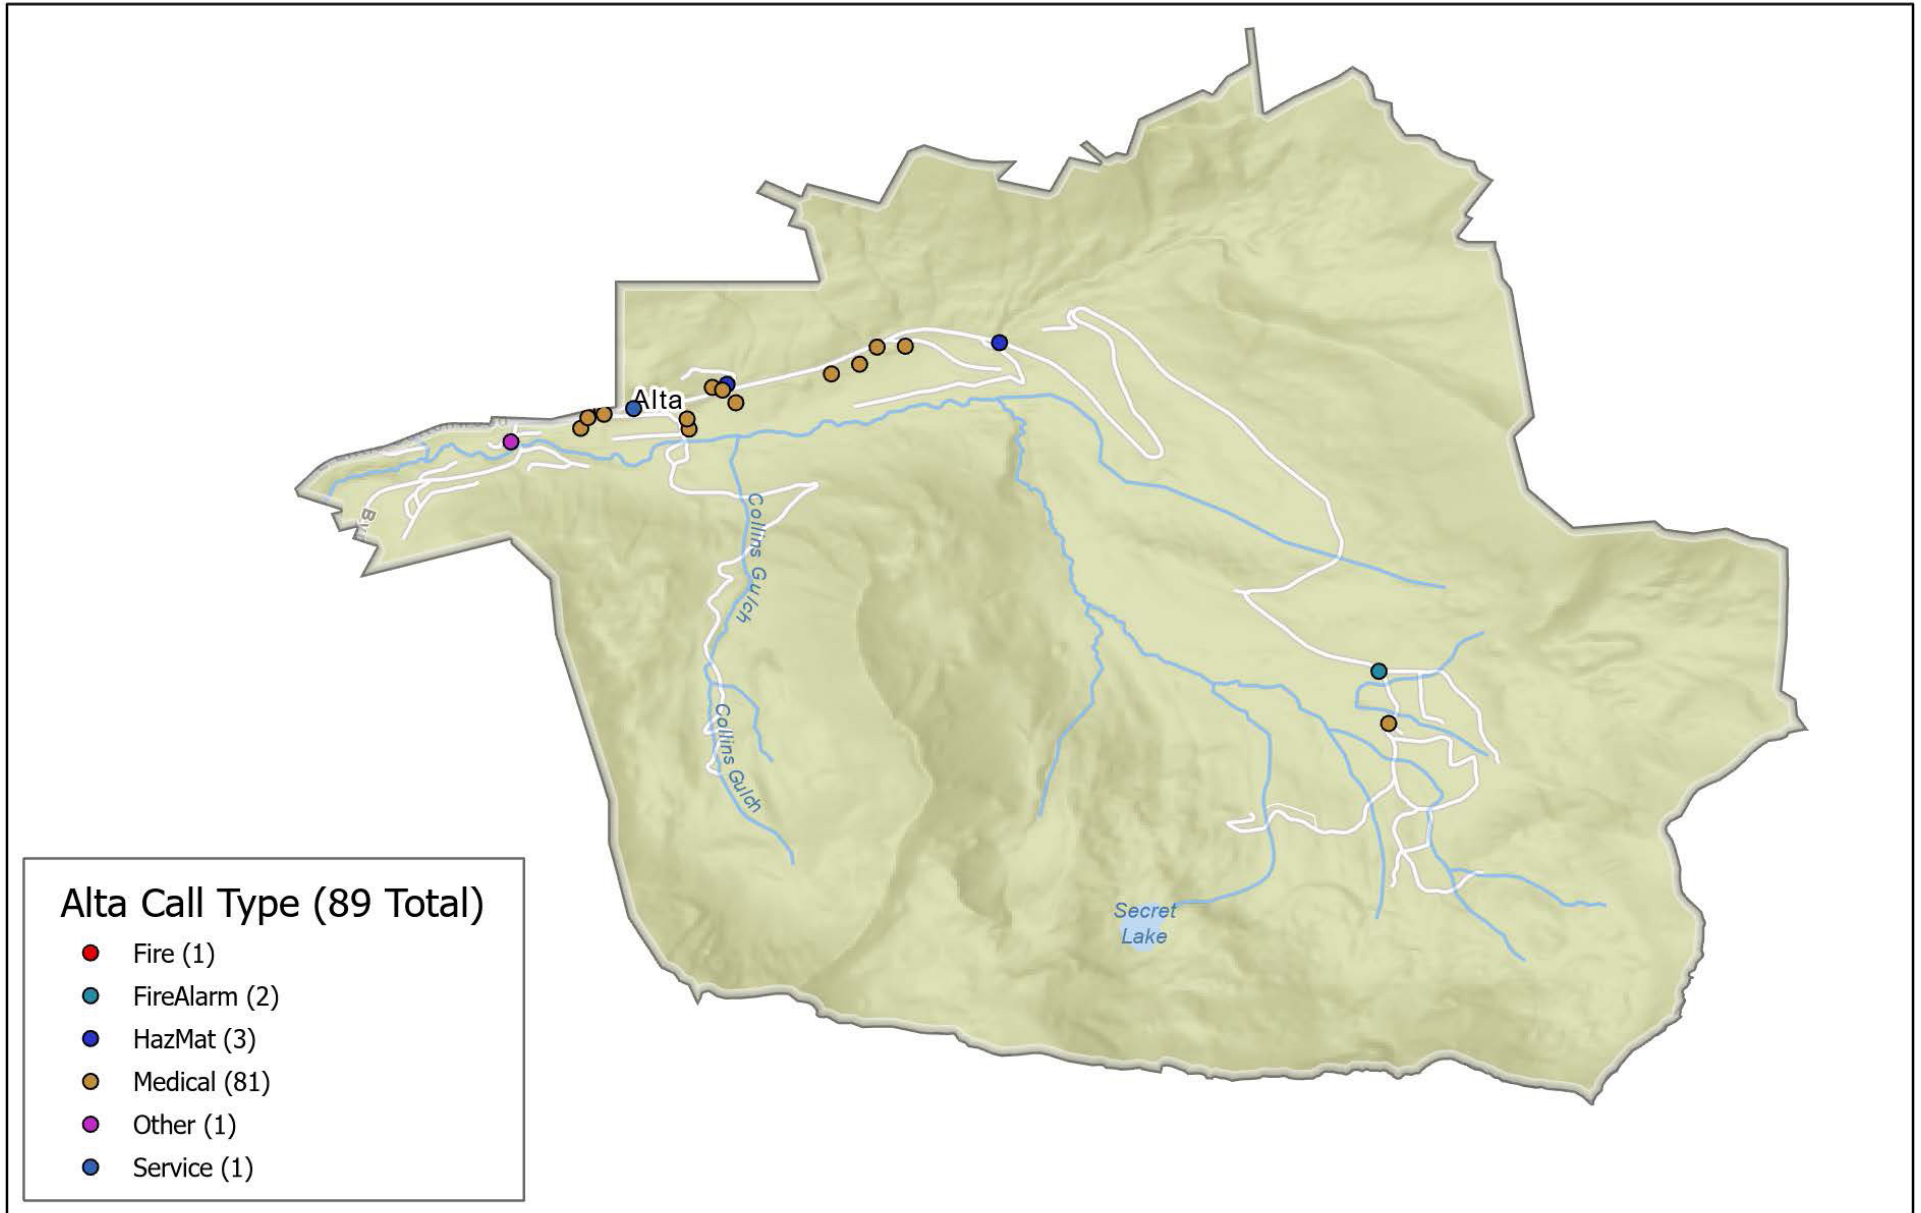 Alta
Collins Gulch
Collins Gulch
Secret
Lake
Alta Call Type (89 Total)
Fire (1)
FireAlarm (2)
HazMat (3)
Medical (81)
Other (1)
Service (1)